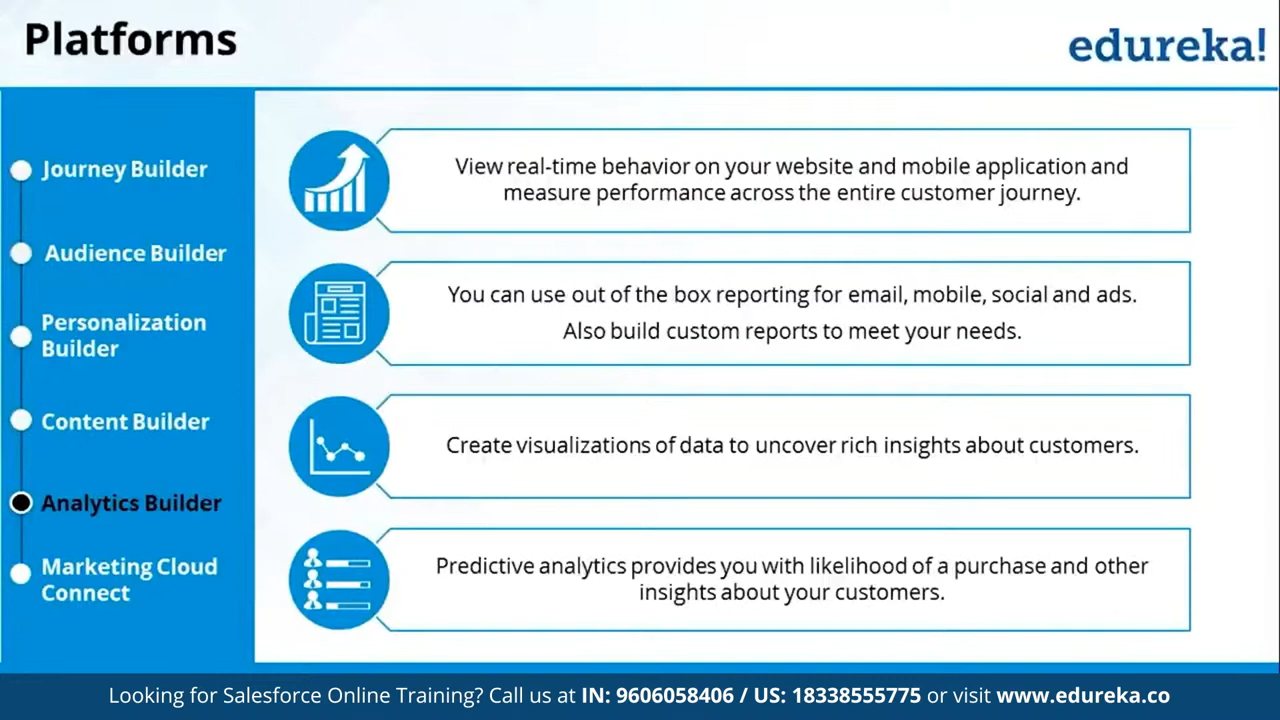 Platforms
edureka!
Journey Builder
Audience Builder
Personalization
Builder
Content Builder
Analytics Builder
Marketing Cloud
Connect
View real-time behavior on your website and mobile application and
measure performance across the entire customer journey.
You can use out of the box reporting for email, mobile, social and ads.
Also build custom reports to meet your needs.
Create visualizations of data to uncover rich insights about customers.
Predictive analytics provides you with likelihood of a purchase and other
insights about your customers.
Looking for Salesforce Online Training? Call us at IN: 9606058406 / US: 18338555775 or visit www.edureka.co